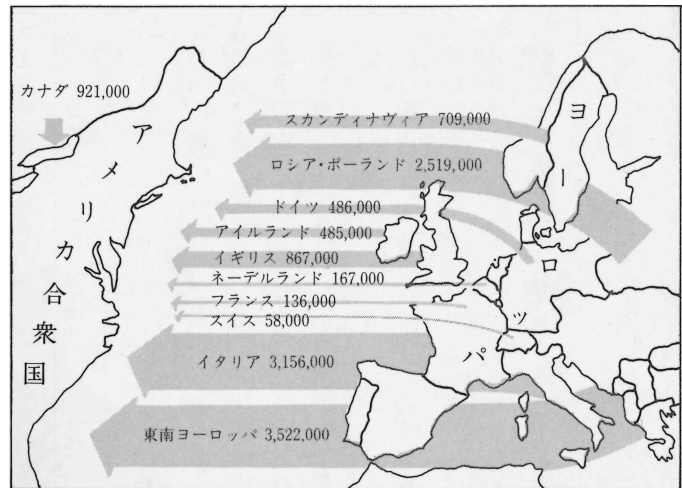 カナダ 921,000
アメリカ合衆国
ヨーロッパ
スカンディナヴィア 709,000
ロシア・ポーランド 2,519,000
ドイツ 486,000
アイルランド 485,000
イギリス 867,000
ネーデルランド 167,000
フランス 136,000
スイス 58,000
イタリア 3,156,000
東南ヨーロッパ 3,522,000